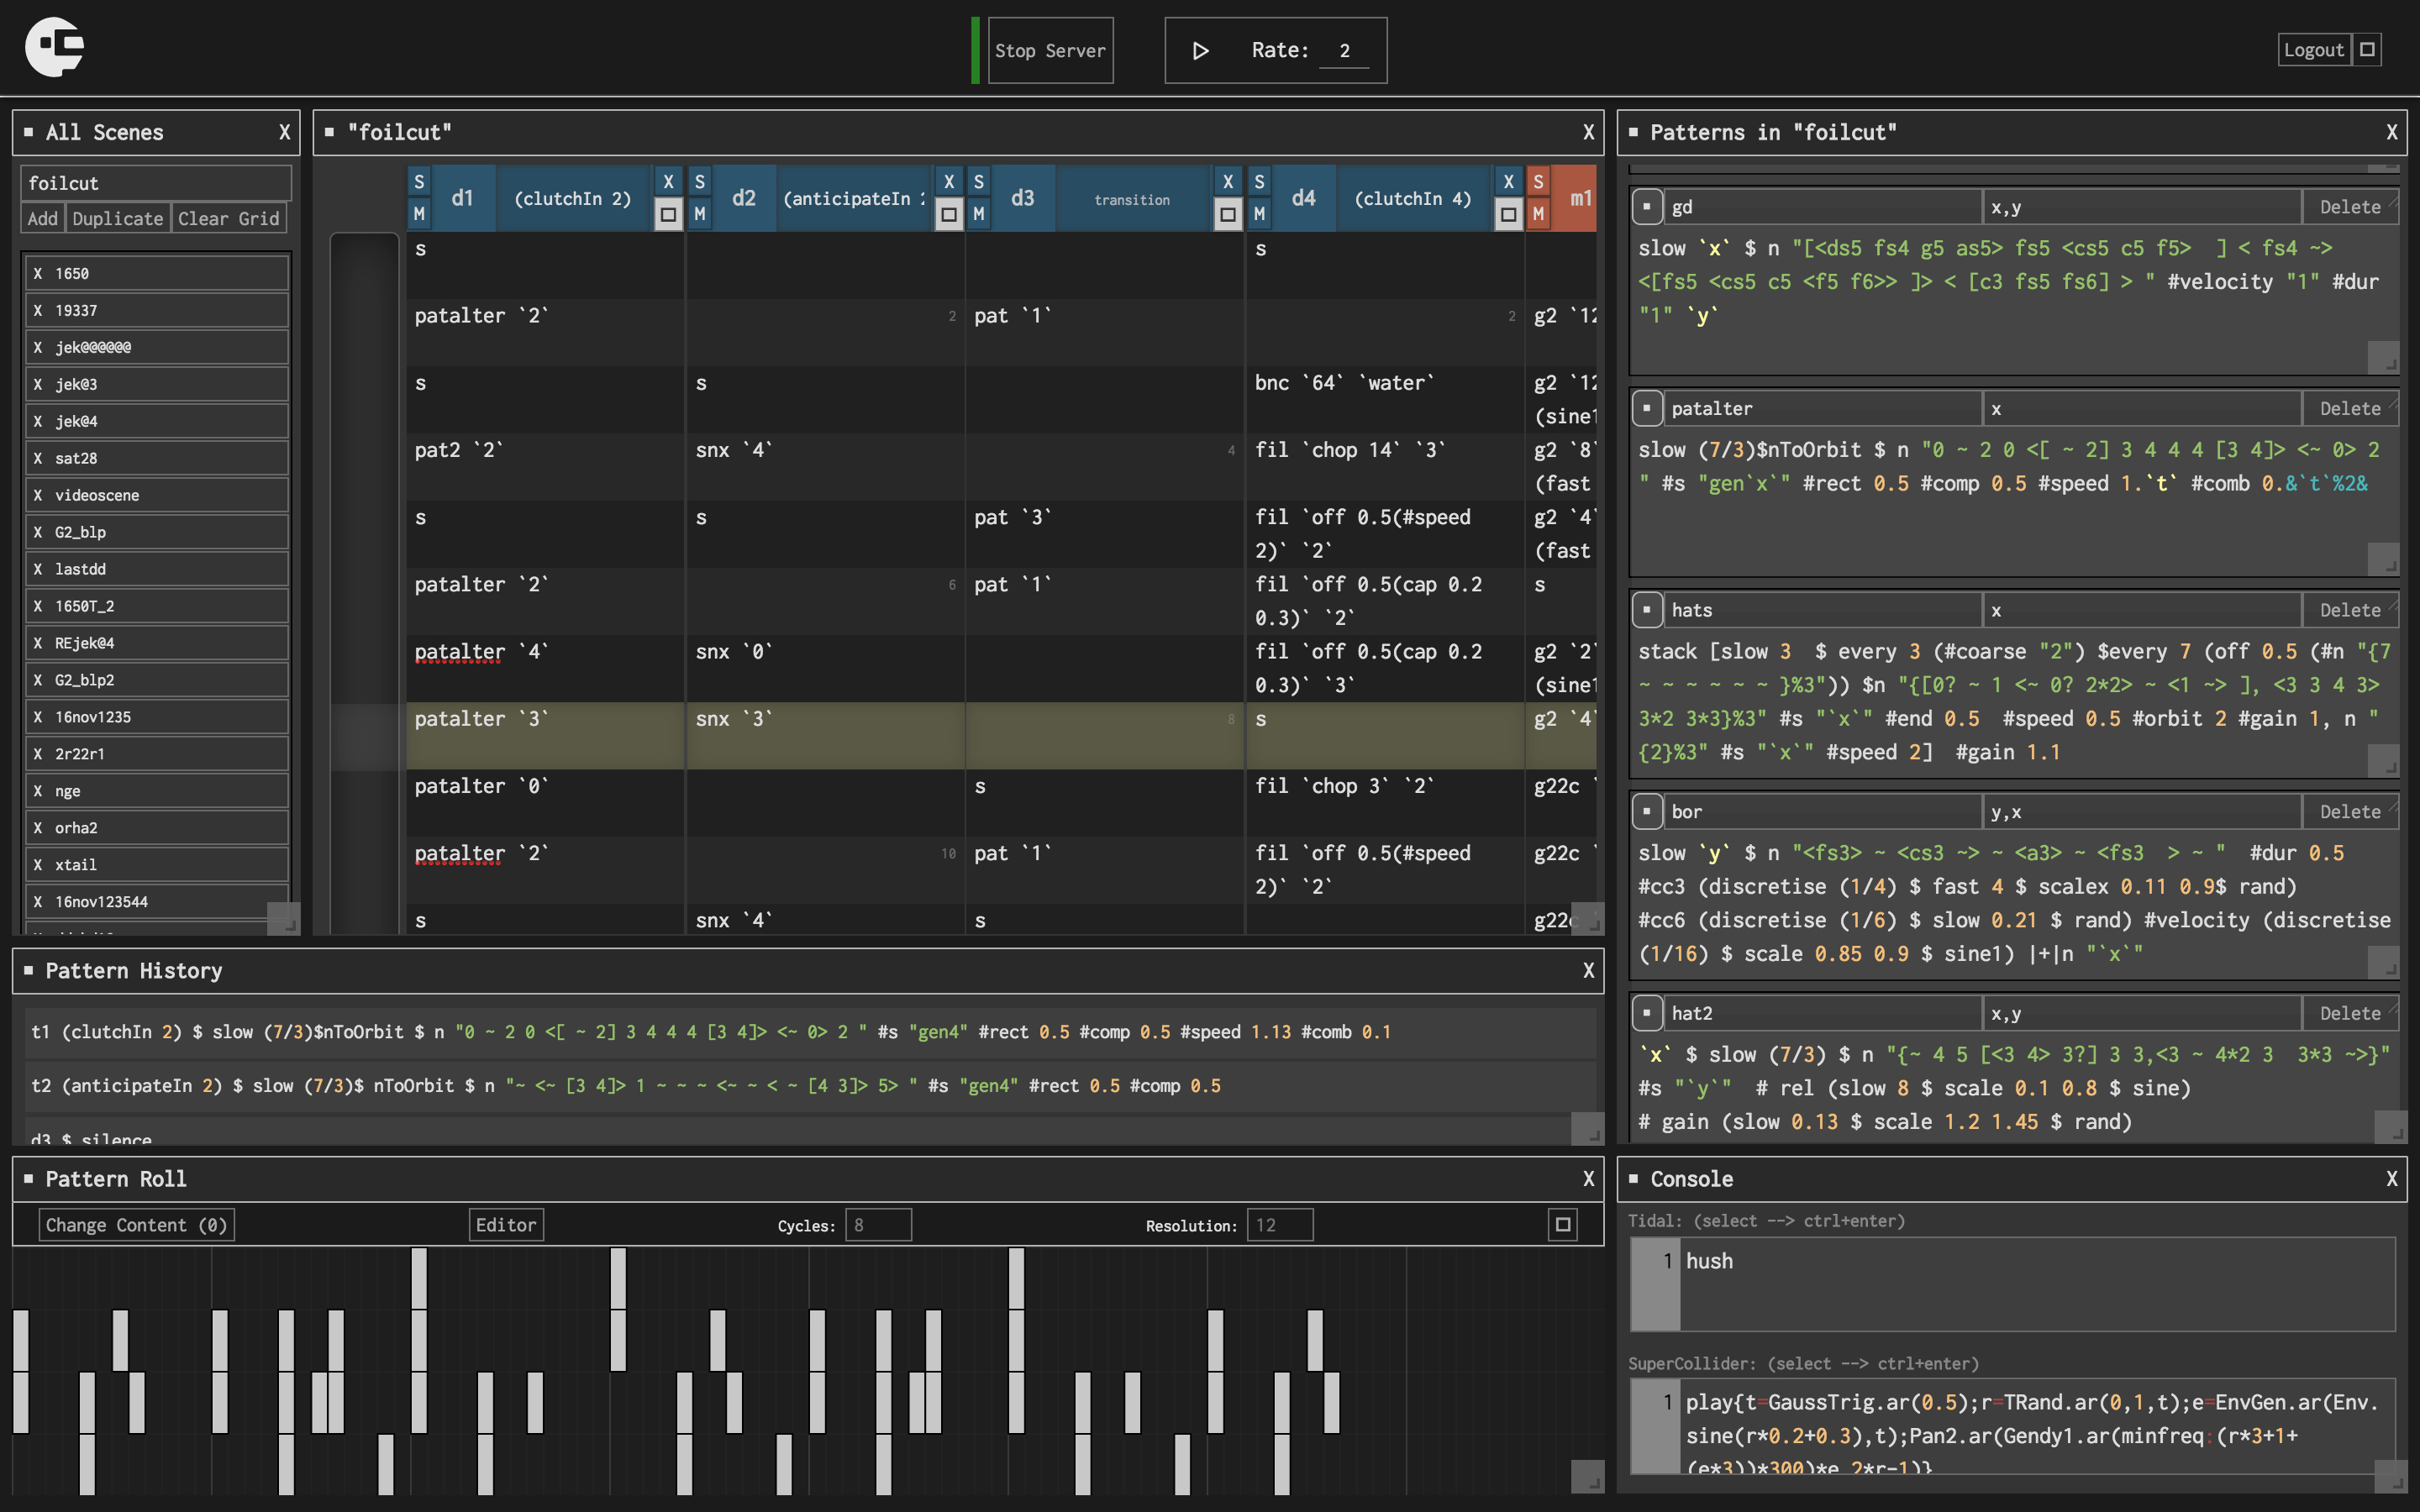 Stop Server
Rate: 2
Logout
All Scenes X
foilcut
Add Duplicate Clear Grid
X 1650
X 19337
X jek@@@@@@
X jek@3
X jek@4
X sat28
X videoscene
X G2_blp
X lastdd
X 1650T_2
X REjek@4
X G2_blp2
X 16nov1235
X 2r22r1
X nge
X orha2
X xtail
X 16nov123544
"foilcut" X
S M d1 (clutchIn 2) X
S M d2 (anticipateIn 2 X
S M d3 transition X
S M d4 (clutchIn 4) X
S M m1
s s
patalter `2` 2 pat `1` 2 g2 `12
s s bnc `64` `water` g2 `12
(sine1
pat2 `2` snx `4` 4 fil `chop 14` `3` g2 `8`
(fast
s s pat `3` fil `off 0.5(#speed g2 `4`
2)` `2` (fast
patalter `2` 6 pat `1` fil `off 0.5(cap 0.2 s
0.3)` `2`
patalter `4` snx `0` fil `off 0.5(cap 0.2 g2 `2`
0.3)` `3` (sine1
patalter `3` snx `3` 8 s g2 `4`
patalter `0` s fil `chop 3` `2` g22c `
patalter `2` 10 pat `1` fil `off 0.5(#speed g22c `
2)` `2`
s snx `4` s g22c `
Patterns in "foilcut" X
gd x,y Delete
slow `x` $ n "[<ds5 fs4 g5 as5> fs5 <cs5 c5 f5>  ] < fs4 ~>
<[fs5 <cs5 c5 <f5 f6>> ]> < [c3 fs5 fs6] > " #velocity "1" #dur
"1" `y`
patalter x Delete
slow (7/3)$nToOrbit $ n "0 ~ 2 0 <[ ~ 2] 3 4 4 4 [3 4]> <~ 0> 2
" #s "gen`x`" #rect 0.5 #comp 0.5 #speed 1.`t` #comb 0.&`t`%2&
hats x Delete
stack [slow 3  $ every 3 (#coarse "2") $every 7 (off 0.5 (#n "{7
~ ~ ~ ~ ~ ~ }%3")) $n "{[0? ~ 1 <~ 0? 2*2> ~ <1 ~> ], <3 3 4 3>
3*2 3*3}%3" #s "`x`" #end 0.5  #speed 0.5 #orbit 2 #gain 1, n "
{2}%3" #s "`x`" #speed 2]  #gain 1.1
bor y,x Delete
slow `y` $ n "<fs3> ~ <cs3 ~> ~ <a3> ~ <fs3  > ~ "  #dur 0.5
#cc3 (discretise (1/4) $ fast 4 $ scalex 0.11 0.9$ rand)
#cc6 (discretise (1/6) $ slow 0.21 $ rand) #velocity (discretise
(1/16) $ scale 0.85 0.9 $ sine1) |+|n "`x`"
hat2 x,y Delete
`x` $ slow (7/3) $ n "{~ 4 5 [<3 4> 3?] 3 3,<3 ~ 4*2 3  3*3 ~>}"
#s "`y`"  # rel (slow 8 $ scale 0.1 0.8 $ sine)
# gain (slow 0.13 $ scale 1.2 1.45 $ rand)
Pattern History X
t1 (clutchIn 2) $ slow (7/3)$nToOrbit $ n "0 ~ 2 0 <[ ~ 2] 3 4 4 4 [3 4]> <~ 0> 2 " #s "gen4" #rect 0.5 #comp 0.5 #speed 1.13 #comb 0.1
t2 (anticipateIn 2) $ slow (7/3)$ nToOrbit $ n "~ <~ [3 4]> 1 ~ ~ ~ <~ ~ < ~ [4 3]> 5> " #s "gen4" #rect 0.5 #comp 0.5
d3 $ silence
Pattern Roll X
Change Content (0) Editor Cycles: 8 Resolution: 12
Console X
Tidal: (select --> ctrl+enter)
1 hush
SuperCollider: (select --> ctrl+enter)
1 play{t=GaussTrig.ar(0.5);r=TRand.ar(0,1,t);e=EnvGen.ar(Env.
sine(r*0.2+0.3),t);Pan2.ar(Gendy1.ar(minfreq:(r*3+1+
(e*3))*300)*e,2*r-1)}